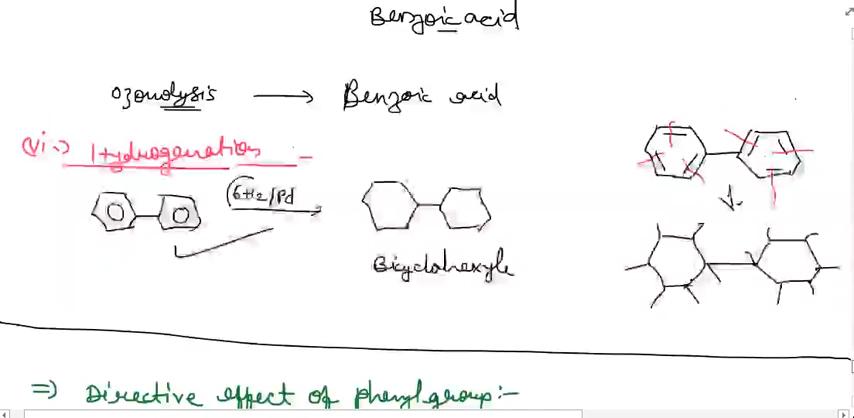 Benzoic acid
ozonolysis → Benzoic acid
(vi) Hydrogenation :-
6H2/Pd
Bicyclohexyle
=) Directive effect of phenyl group:-